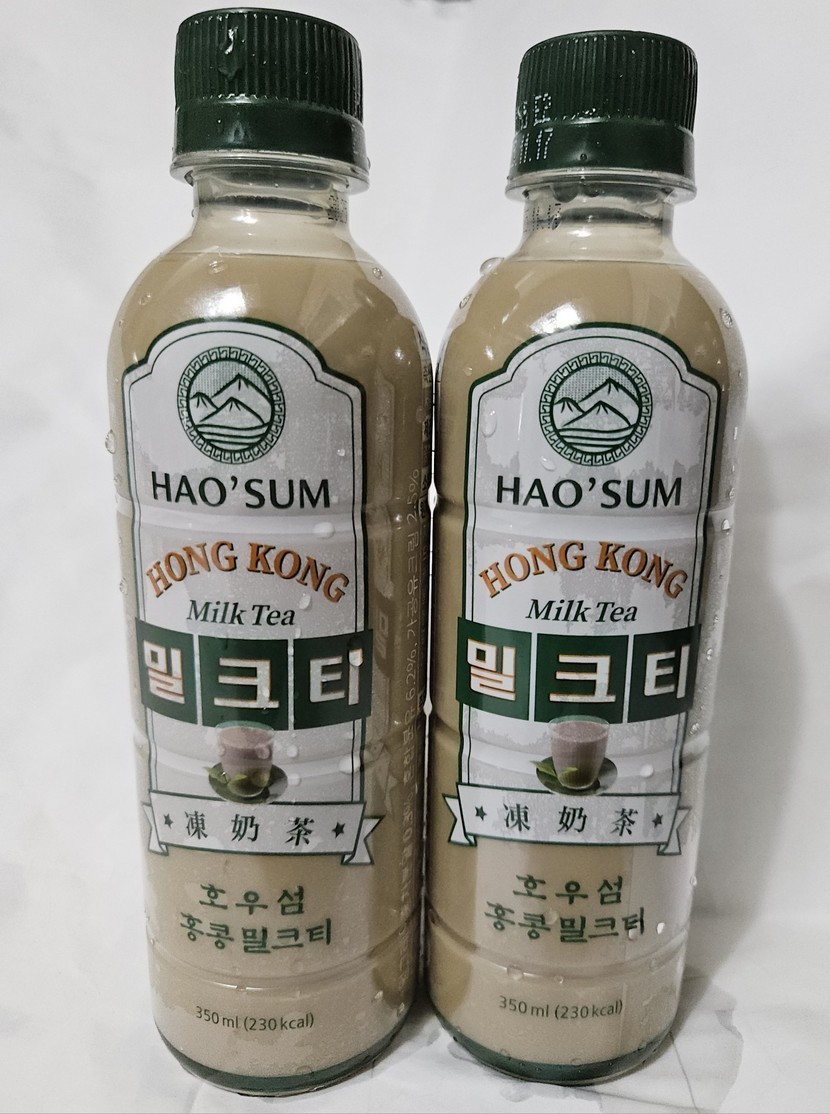 HAO'SUM
HONG KONG
Milk Tea
밀크티
凍奶茶
호우섬
홍콩밀크티
350 ml (230 kcal)
HAO'SUM
HONG KONG
Milk Tea
밀크티
凍奶茶
호우섬
홍콩밀크티
350 ml (230 kcal)